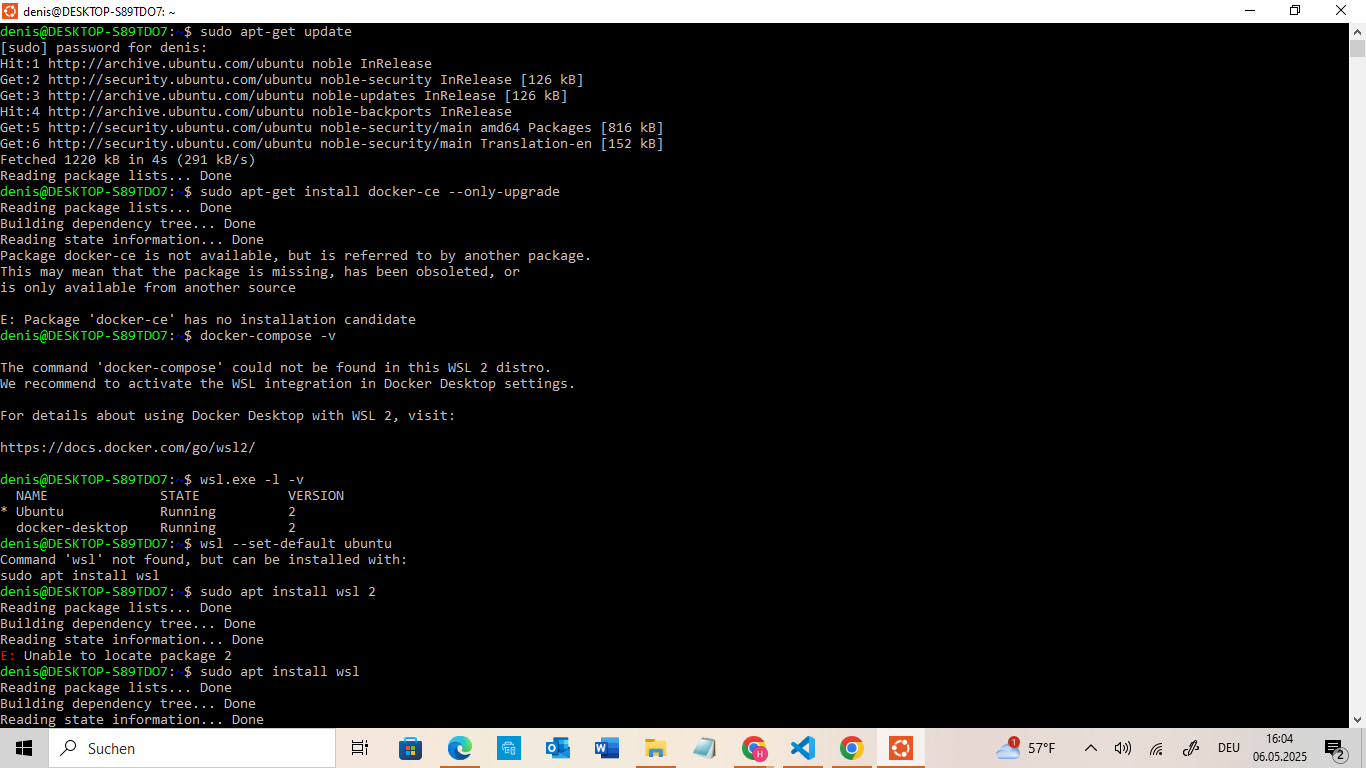 denis@DESKTOP-S89TDO7: ~
denis@DESKTOP-S89TDO7:~$ sudo apt-get update
[sudo] password for denis:
Hit:1 http://archive.ubuntu.com/ubuntu noble InRelease
Get:2 http://security.ubuntu.com/ubuntu noble-security InRelease [126 kB]
Get:3 http://archive.ubuntu.com/ubuntu noble-updates InRelease [126 kB]
Hit:4 http://archive.ubuntu.com/ubuntu noble-backports InRelease
Get:5 http://security.ubuntu.com/ubuntu noble-security/main amd64 Packages [816 kB]
Get:6 http://security.ubuntu.com/ubuntu noble-security/main Translation-en [152 kB]
Fetched 1220 kB in 4s (291 kB/s)
Reading package lists... Done
denis@DESKTOP-S89TDO7:~$ sudo apt-get install docker-ce --only-upgrade
Reading package lists... Done
Building dependency tree... Done
Reading state information... Done
Package docker-ce is not available, but is referred to by another package.
This may mean that the package is missing, has been obsoleted, or
is only available from another source

E: Package 'docker-ce' has no installation candidate
denis@DESKTOP-S89TDO7:~$ docker-compose -v

The command 'docker-compose' could not be found in this WSL 2 distro.
We recommend to activate the WSL integration in Docker Desktop settings.

For details about using Docker Desktop with WSL 2, visit:

https://docs.docker.com/go/wsl2/

denis@DESKTOP-S89TDO7:~$ wsl.exe -l -v
  NAME                  STATE           VERSION
* Ubuntu                Running         2
  docker-desktop    Running         2
denis@DESKTOP-S89TDO7:~$ wsl --set-default ubuntu
Command 'wsl' not found, but can be installed with:
sudo apt install wsl
denis@DESKTOP-S89TDO7:~$ sudo apt install wsl 2
Reading package lists... Done
Building dependency tree... Done
Reading state information... Done
E: Unable to locate package 2
denis@DESKTOP-S89TDO7:~$ sudo apt install wsl
Reading package lists... Done
Building dependency tree... Done
Reading state information... Done
Suchen
H
1
57°F
DEU
16:04
06.05.2025
2